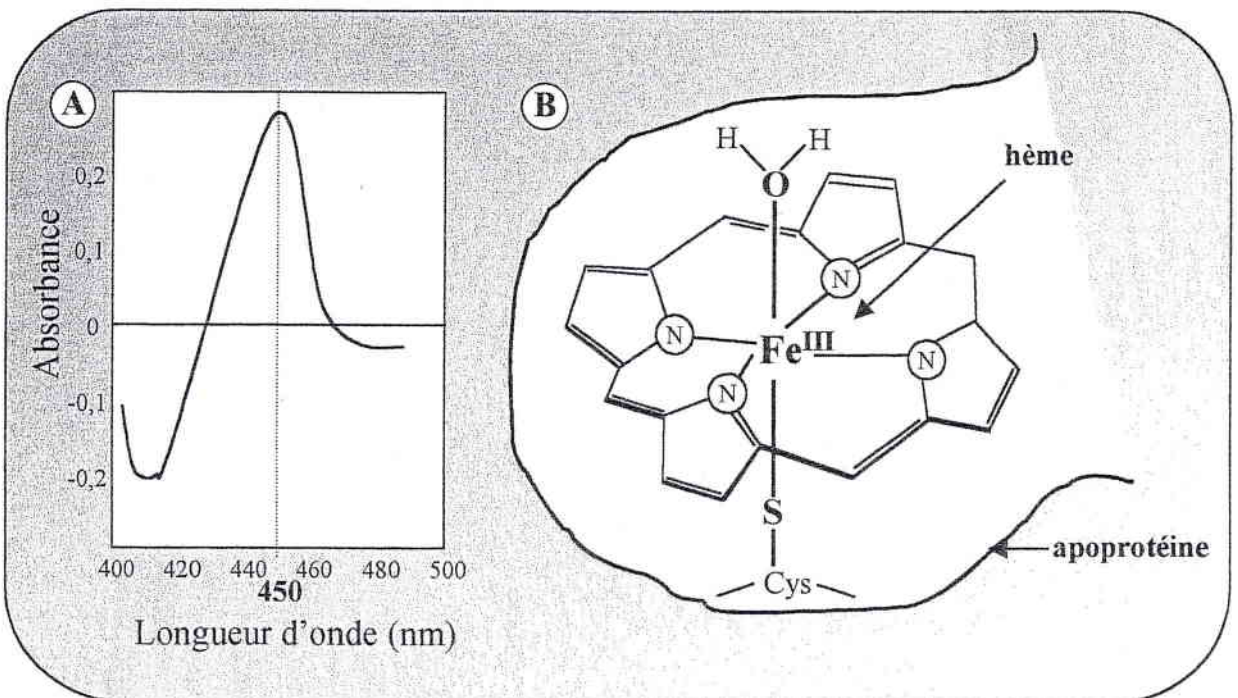 A
Absorbance
0,2
0,1
0
-0,1
-0,2
400 420 440 460 480 500
450
Longueur d'onde (nm)
B
H H
O
hème
N
N
Fe^III
N
N
S
Cys
apoprotéine